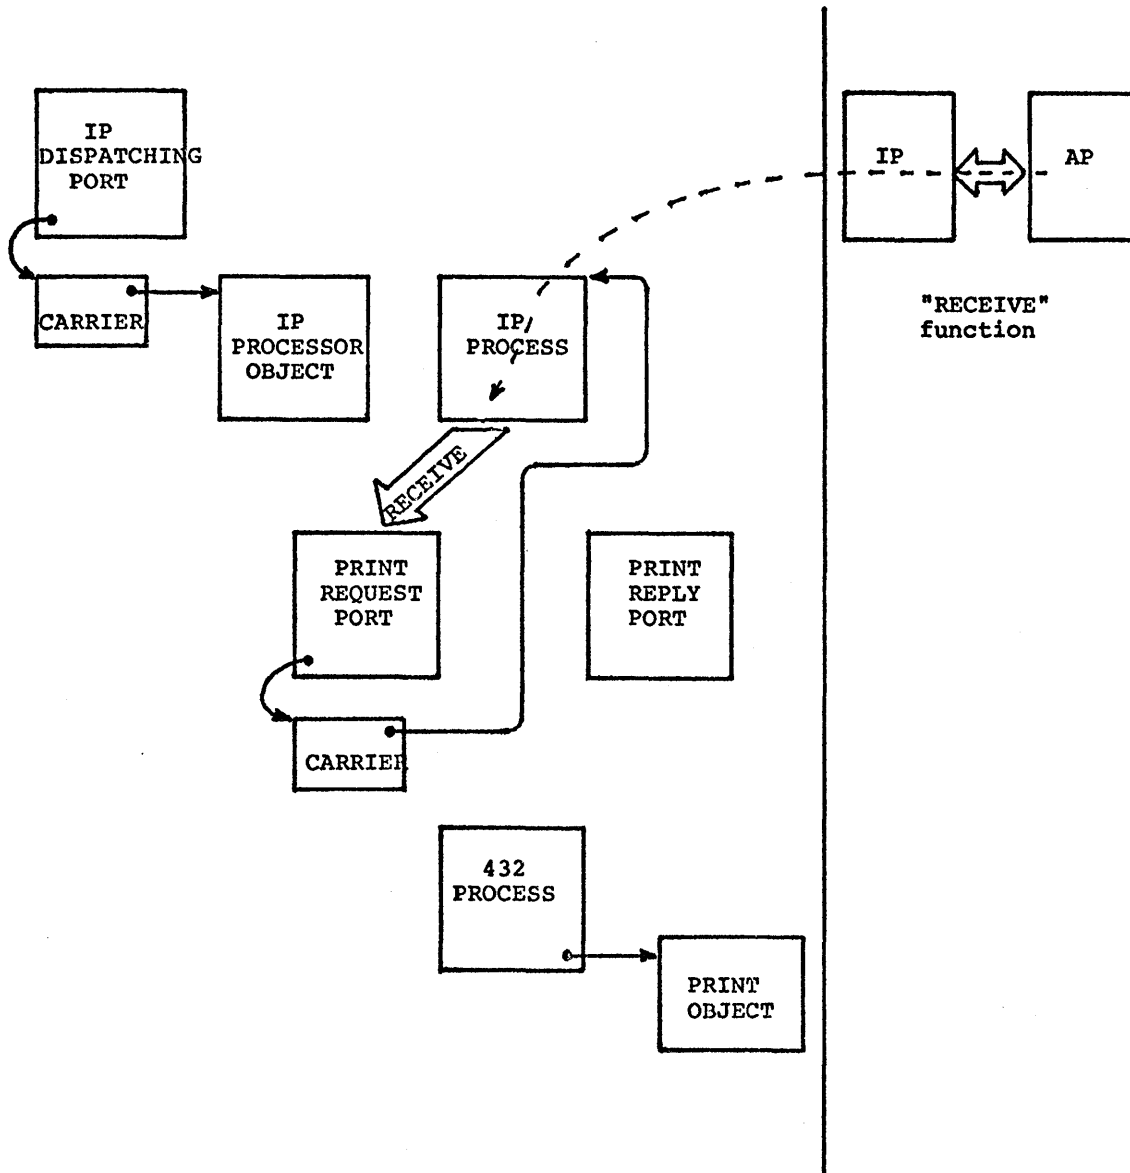 IP
DISPATCHING
PORT
IP
AP
CARRIER
IP
PROCESSOR
OBJECT
IP
PROCESS
"RECEIVE"
function
RECEIVE
PRINT
REQUEST
PORT
PRINT
REPLY
PORT
CARRIER
432
PROCESS
PRINT
OBJECT